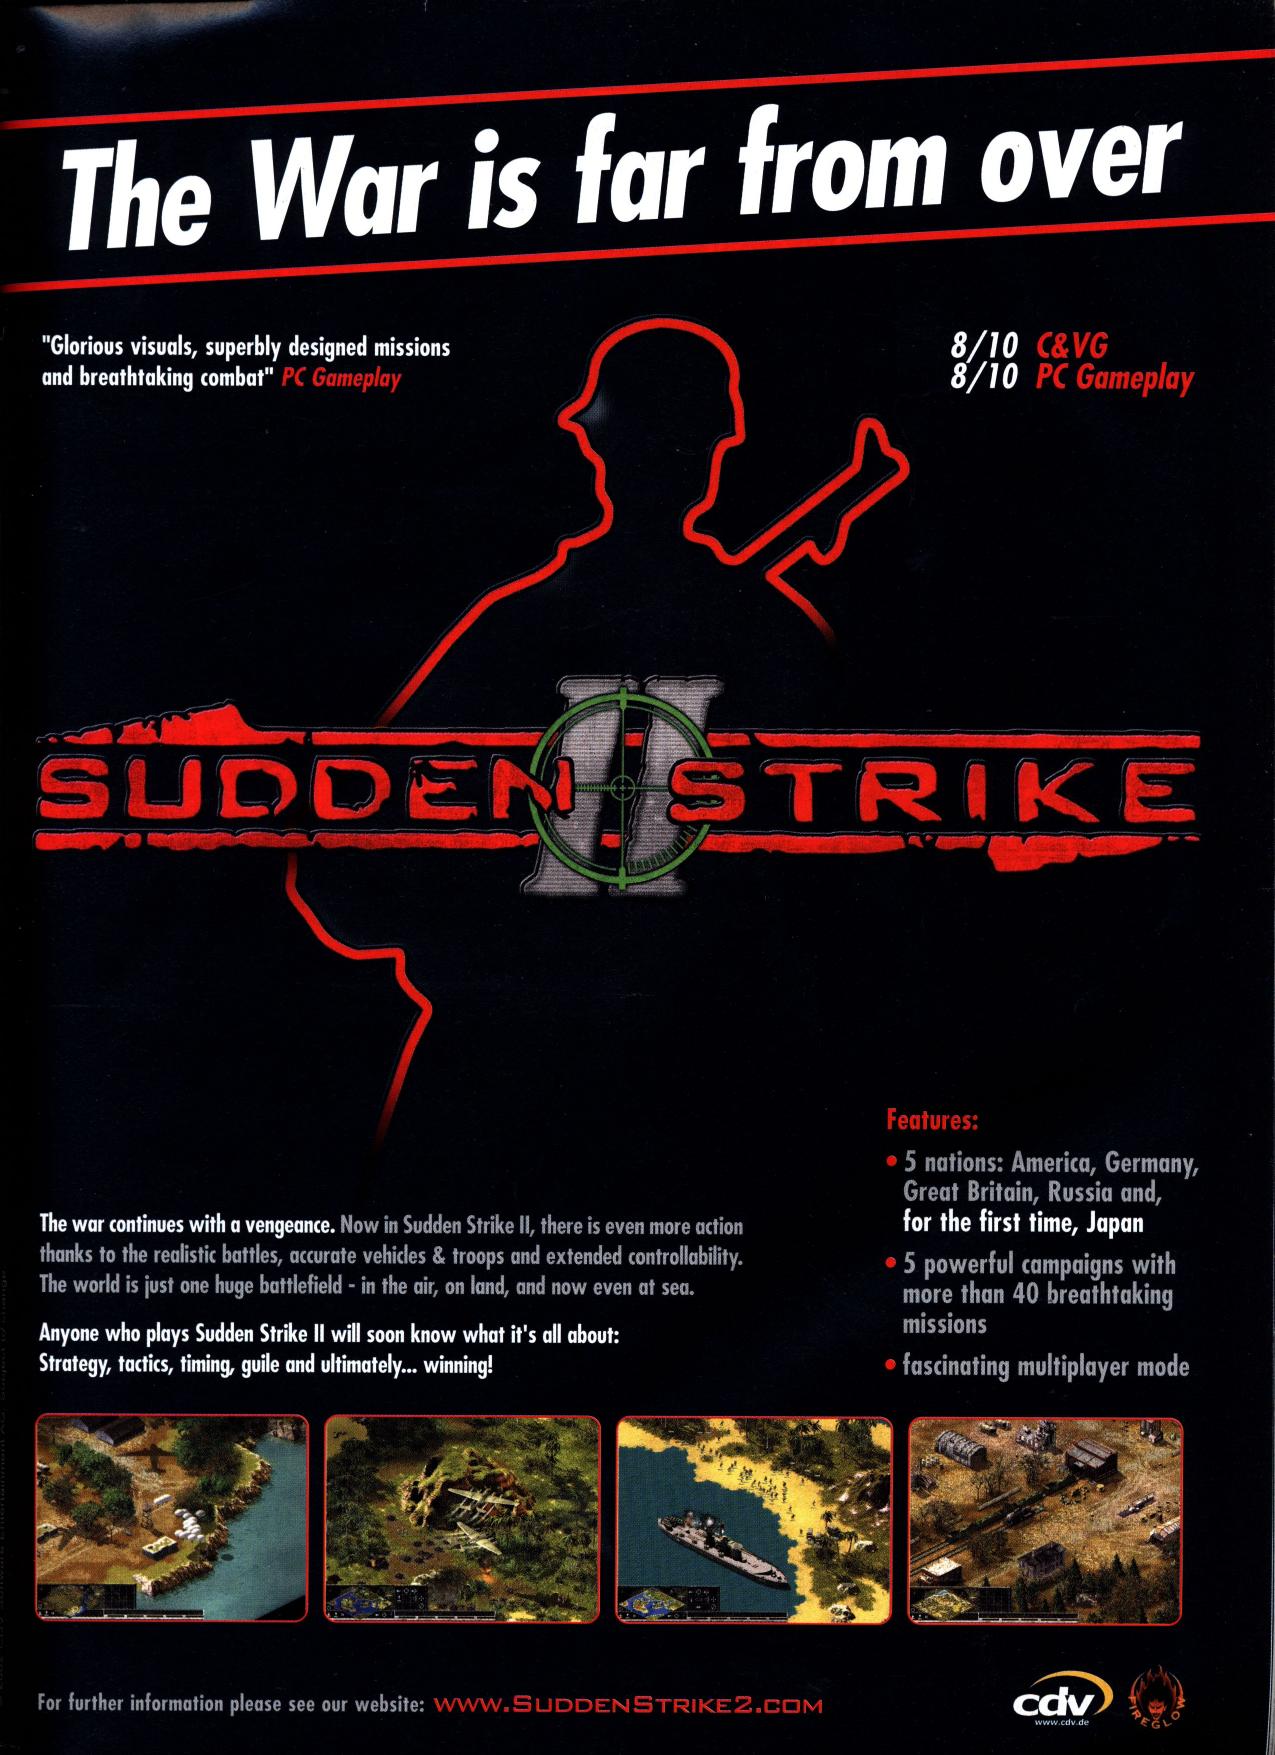 The War is far from over
"Glorious visuals, superbly designed missions
and breathtaking combat" PC Gameplay
8/10 C&VG
8/10 PC Gameplay
SUDDEN II STRIKE
Features:
• 5 nations: America, Germany,
Great Britain, Russia and,
for the first time, Japan
• 5 powerful campaigns with
more than 40 breathtaking
missions
• fascinating multiplayer mode
The war continues with a vengeance. Now in Sudden Strike II, there is even more action
thanks to the realistic battles, accurate vehicles & troops and extended controllability.
The world is just one huge battlefield - in the air, on land, and now even at sea.
Anyone who plays Sudden Strike II will soon know what it's all about:
Strategy, tactics, timing, guile and ultimately... winning!
For further information please see our website: WWW.SUDDENSTRIKE2.COM
cdv
www.cdv.de
FIREGLOW